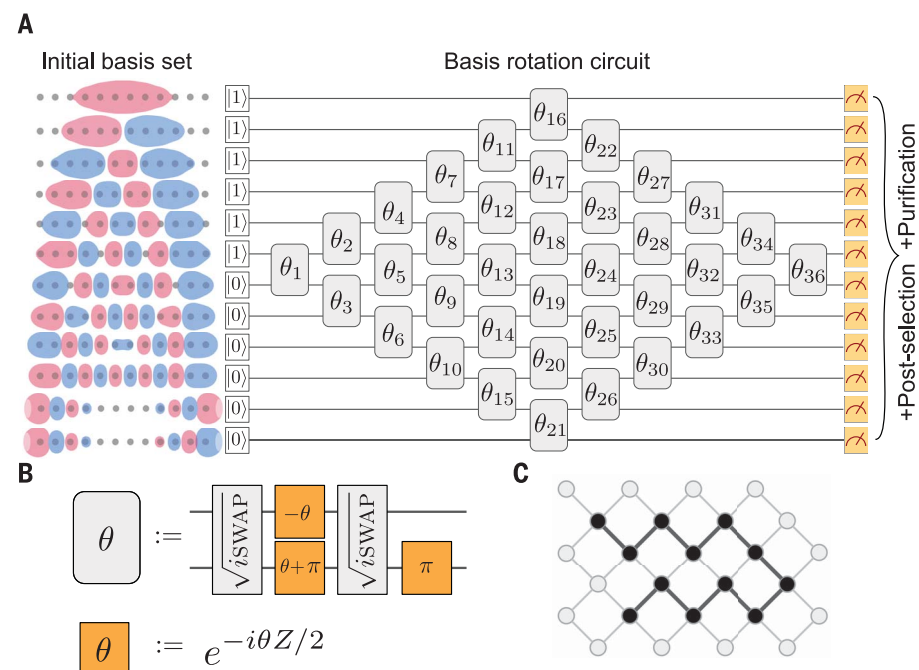 A
Initial basis set
Basis rotation circuit
|1⟩
|1⟩
|1⟩
|1⟩
|1⟩
|1⟩
|0⟩
|0⟩
|0⟩
|0⟩
|0⟩
|0⟩
θ1
θ2
θ3
θ4
θ5
θ6
θ7
θ8
θ9
θ10
θ11
θ12
θ13
θ14
θ15
θ16
θ17
θ18
θ19
θ20
θ21
θ22
θ23
θ24
θ25
θ26
θ27
θ28
θ29
θ30
θ31
θ32
θ33
θ34
θ35
θ36
+Post-selection +Purification
B
θ := √iSWAP −θ θ+π √iSWAP π
θ := e^{−iθZ/2}
C